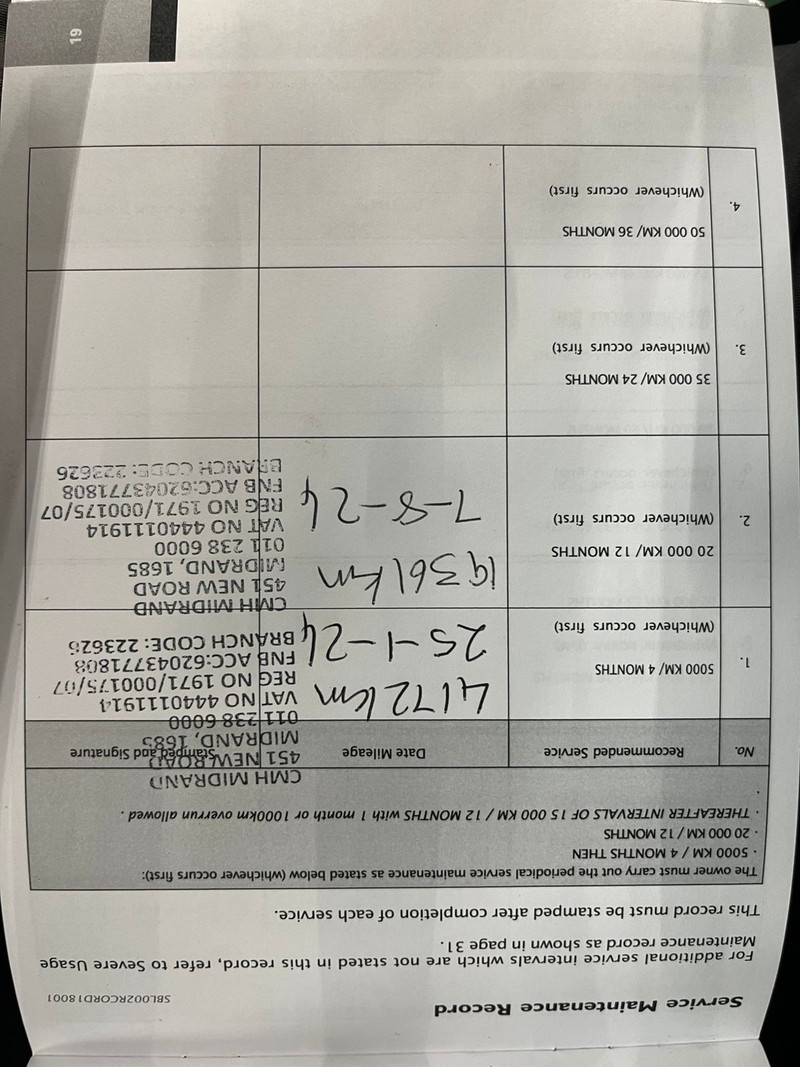 Service Maintenance Record
SBL002RCORD18001
For additional service intervals which are not stated in this record, refer to Severe Usage
Maintenance record as shown in page 31.
This record must be stamped after completion of each service.
The owner must carry out the periodical service maintenance as stated below (whichever occurs first):
· 5000 KM / 4 MONTHS THEN
· 20 000 KM / 12 MONTHS
· THEREAFTER INTERVALS OF 15 000 KM / 12 MONTHS with 1 month or 1000km overrun allowed .
.
No.
Recommended Service
Date Mileage
Stamped and Signature
1.
5000 KM/ 4 MONTHS
(Whichever occurs first)
4172 km
25-1-24
CMH MIDRAND
451 NEW ROAD
MIDRAND, 1685
011 238 6000
VAT NO 4440111914
REG NO 1971/000175/07
FNB ACC:62043771808
BRANCH CODE: 223626
2.
20 000 KM/ 12 MONTHS
(Whichever occurs first)
19361km
7-8-24
CMH MIDRAND
451 NEW ROAD
MIDRAND, 1685
011 238 6000
VAT NO 4440111914
REG NO 1971/000175/07
FNB ACC:62043771808
BRANCH CODE: 223626
3.
35 000 KM/ 24 MONTHS
(Whichever occurs first)
4.
50 000 KM/ 36 MONTHS
(Whichever occurs first)
19